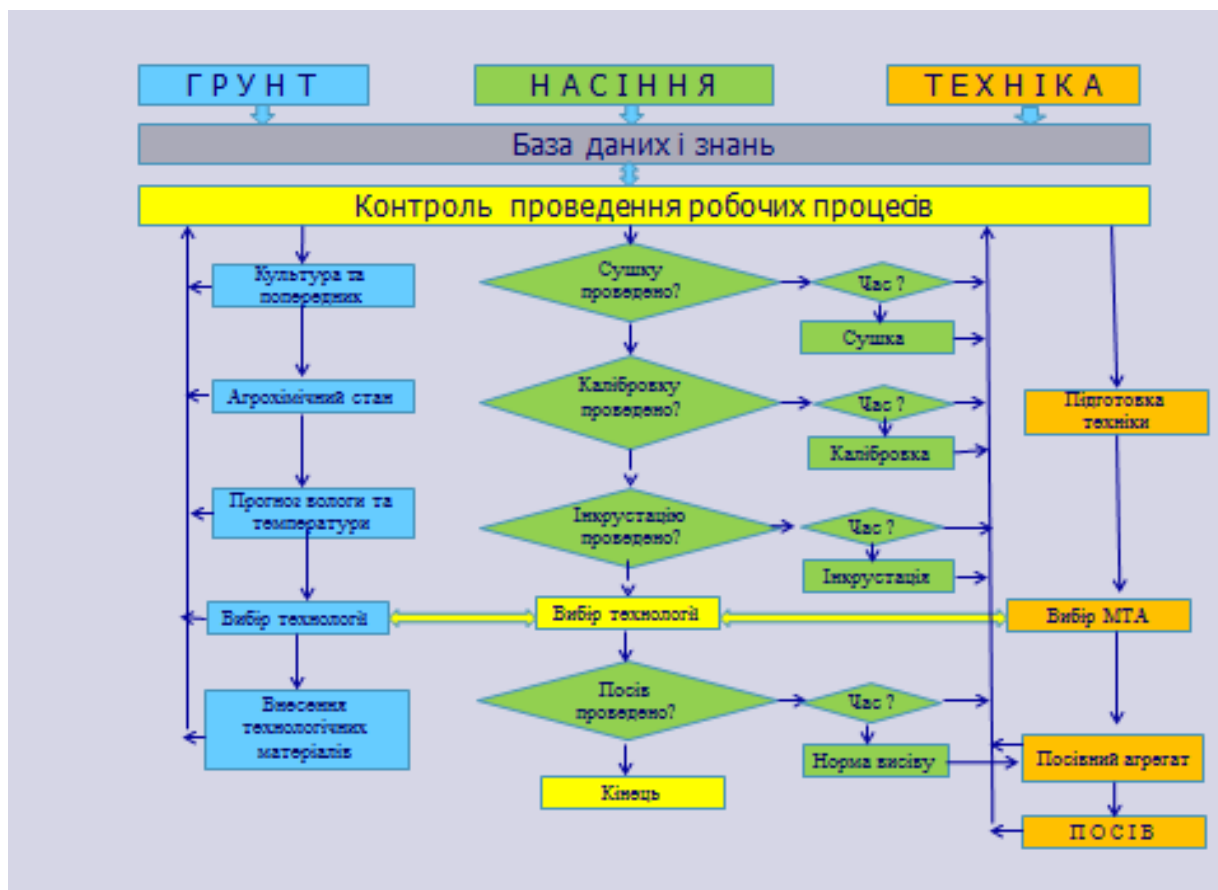 Г Р У Н Т
Н А С І Н Н Я
Т Е Х Н І К А
База даних і знань
Контроль проведення робочих процесів
Культура та
попередник
Сушку
проведено?
Час ?
Сушка
Агрохімічний стан
Калібровку
проведено?
Час ?
Калібровка
Підготовка
техніки
Прогноз вологи та
температури
Інкрустацію
проведено?
Час ?
Інкрустація
Вибір технології
Вибір технології
Вибір МТА
Внесення
технологічних
матеріалів
Посів
проведено?
Час ?
Норма висіву
Посівний агрегат
Кінець
П О С І В